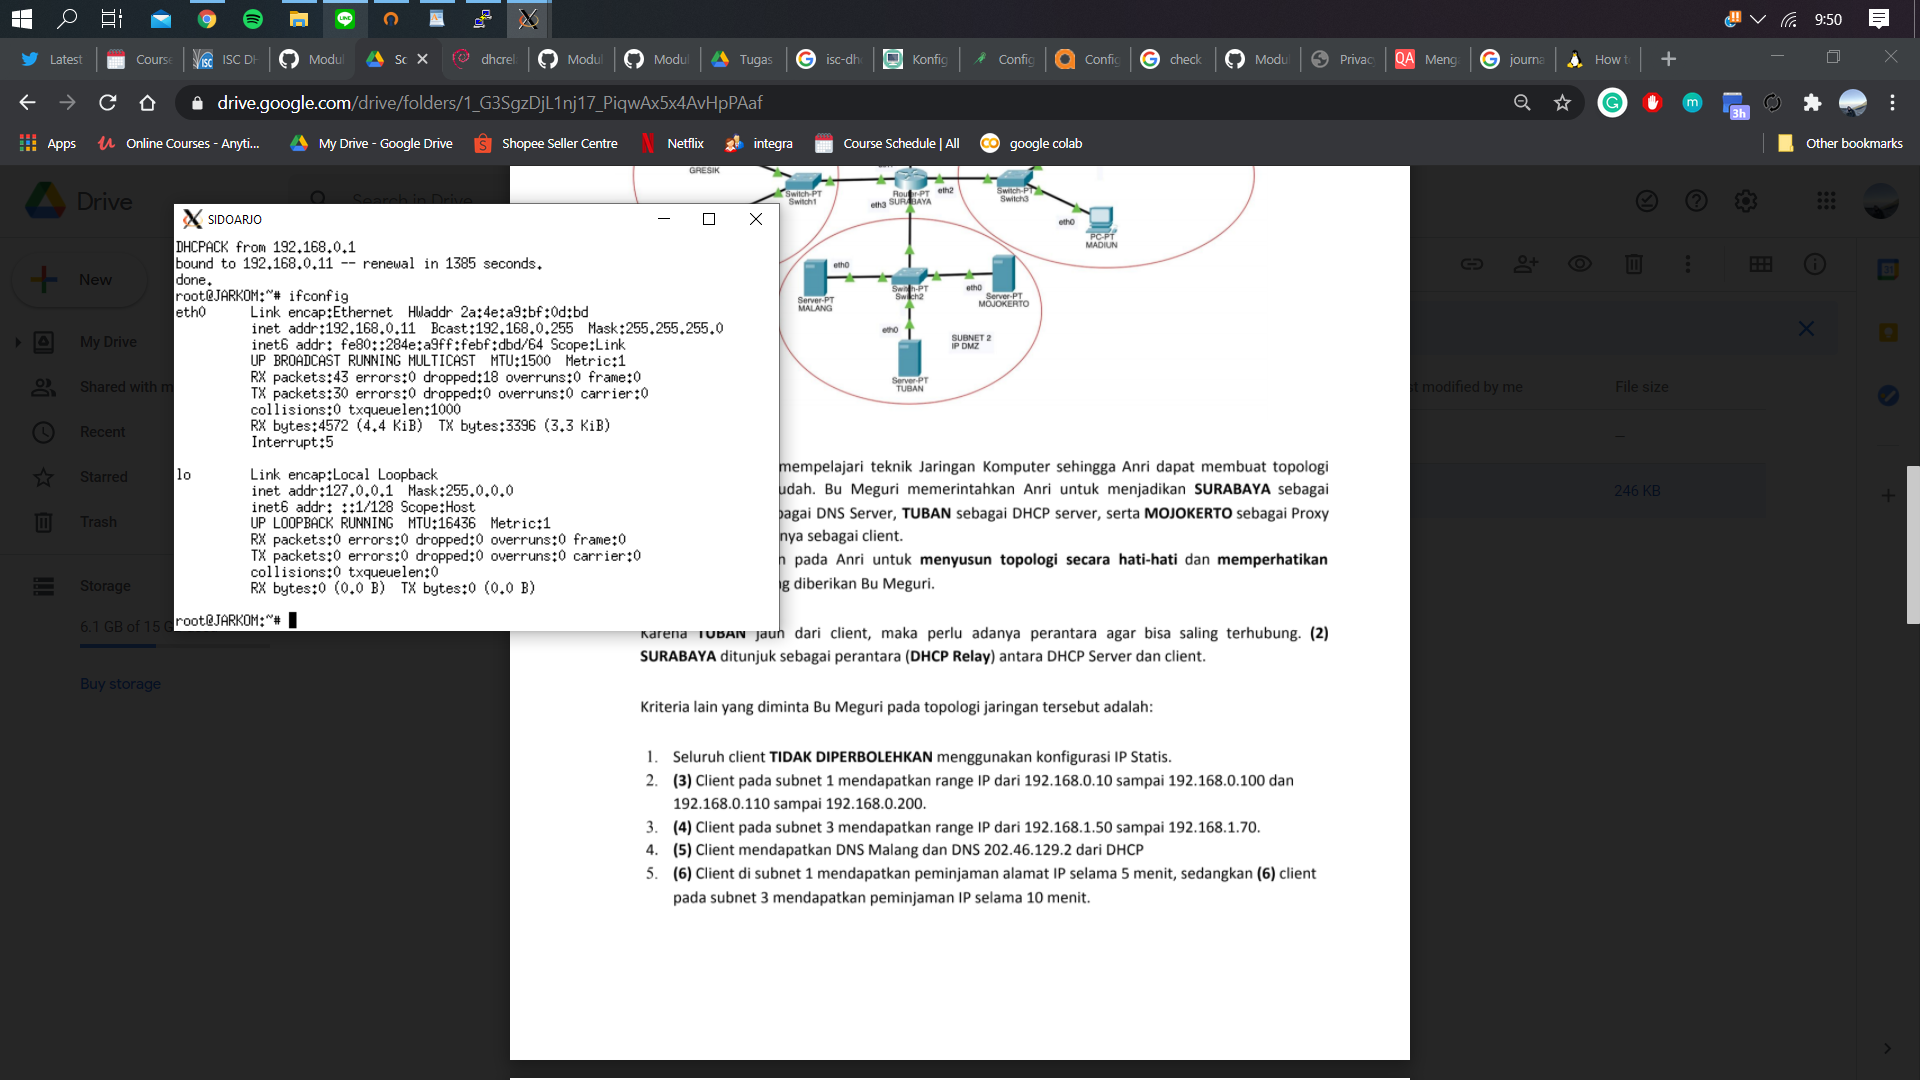 9:50
Latest
Course
ISC DH
Modul
Sc
dhcrel
Modul
Modul
Tugas
isc-dhc
Konfig
Config
Config
check
Modul
Privac
QA Meng
journa
How t
drive.google.com/drive/folders/1_G3SgzDjL1nj17_PiqwAx5x4AvHpPAaf
3h
Apps
Online Courses - Anyti...
My Drive - Google Drive
Shopee Seller Centre
Netflix
integra
Course Schedule | All
google colab
Other bookmarks
Drive
Search in Drive
New
My Drive
Shared with m
Recent
Starred
Trash
Storage
6.1 GB of 15 G
Buy storage
SIDOARJO
DHCPACK from 192.168.0.1
bound to 192.168.0.11 -- renewal in 1385 seconds.
done.
root@JARKOM:~# ifconfig
eth0 Link encap:Ethernet HWaddr 2a:4e:a9:bf:0d:bd
inet addr:192.168.0.11 Bcast:192.168.0.255 Mask:255.255.255.0
inet6 addr: fe80::284e:a9ff:febf:dbd/64 Scope:Link
UP BROADCAST RUNNING MULTICAST MTU:1500 Metric:1
RX packets:43 errors:0 dropped:18 overruns:0 frame:0
TX packets:30 errors:0 dropped:0 overruns:0 carrier:0
collisions:0 txqueuelen:1000
RX bytes:4572 (4.4 KiB) TX bytes:3396 (3.3 KiB)
Interrupt:5
lo Link encap:Local Loopback
inet addr:127.0.0.1 Mask:255.0.0.0
inet6 addr: ::1/128 Scope:Host
UP LOOPBACK RUNNING MTU:16436 Metric:1
RX packets:0 errors:0 dropped:0 overruns:0 frame:0
TX packets:0 errors:0 dropped:0 overruns:0 carrier:0
collisions:0 txqueuelen:0
RX bytes:0 (0.0 B) TX bytes:0 (0.0 B)
root@JARKOM:~#
GRESIK
Switch-PT
Switch1
Router-PT
SURABAYA
eth2
eth3
Switch-PT
Switch3
eth0
PC-PT
MADIUN
eth0
Server-PT
MALANG
Switch-PT
Switch2
eth0
Server-PT
MOJOKERTO
eth0
Server-PT
TUBAN
SUBNET 2
IP DMZ
st modified by me
File size
–
246 KB
mempelajari teknik Jaringan Komputer sehingga Anri dapat membuat topologi
udah. Bu Meguri memerintahkan Anri untuk menjadikan SURABAYA sebagai
bagai DNS Server, TUBAN sebagai DHCP server, serta MOJOKERTO sebagai Proxy
nya sebagai client.
n pada Anri untuk menyusun topologi secara hati-hati dan memperhatikan
g diberikan Bu Meguri.
Karena TUBAN jauh dari client, maka perlu adanya perantara agar bisa saling terhubung. (2)
SURABAYA ditunjuk sebagai perantara (DHCP Relay) antara DHCP Server dan client.
Kriteria lain yang diminta Bu Meguri pada topologi jaringan tersebut adalah:
1. Seluruh client TIDAK DIPERBOLEHKAN menggunakan konfigurasi IP Statis.
2. (3) Client pada subnet 1 mendapatkan range IP dari 192.168.0.10 sampai 192.168.0.100 dan
192.168.0.110 sampai 192.168.0.200.
3. (4) Client pada subnet 3 mendapatkan range IP dari 192.168.1.50 sampai 192.168.1.70.
4. (5) Client mendapatkan DNS Malang dan DNS 202.46.129.2 dari DHCP
5. (6) Client di subnet 1 mendapatkan peminjaman alamat IP selama 5 menit, sedangkan (6) client
pada subnet 3 mendapatkan peminjaman IP selama 10 menit.